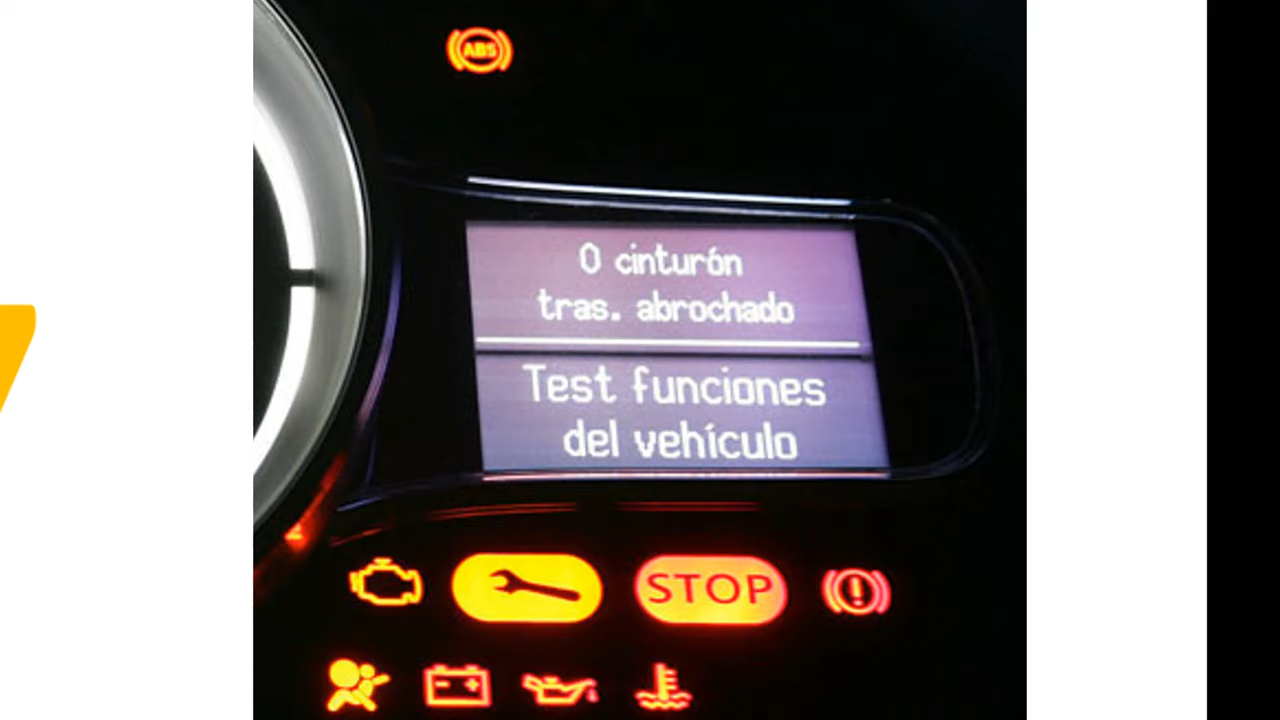 ABS
0 cinturón
tras. abrochado
Test funciones
del vehículo
STOP